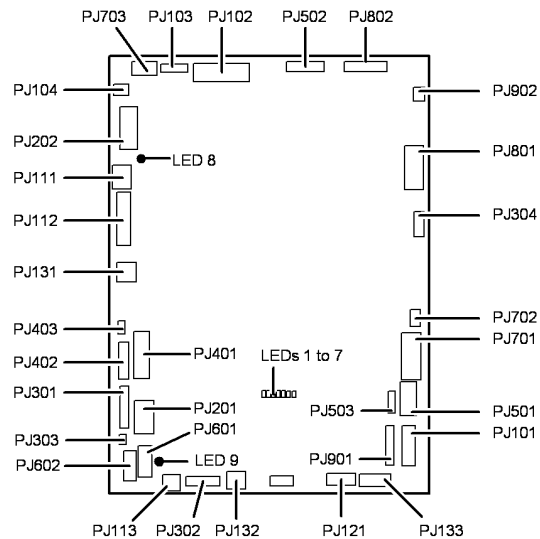 PJ703 PJ103 PJ102 PJ502 PJ802
PJ104 PJ902
PJ202 PJ801
LED 8
PJ111
PJ112 PJ304
PJ131
PJ403 PJ702
PJ402 PJ401 LEDs 1 to 7 PJ701
PJ301
PJ201 PJ503 PJ501
PJ303 PJ601 PJ101
PJ602 LED 9 PJ901
PJ113 PJ302 PJ132 PJ121 PJ133